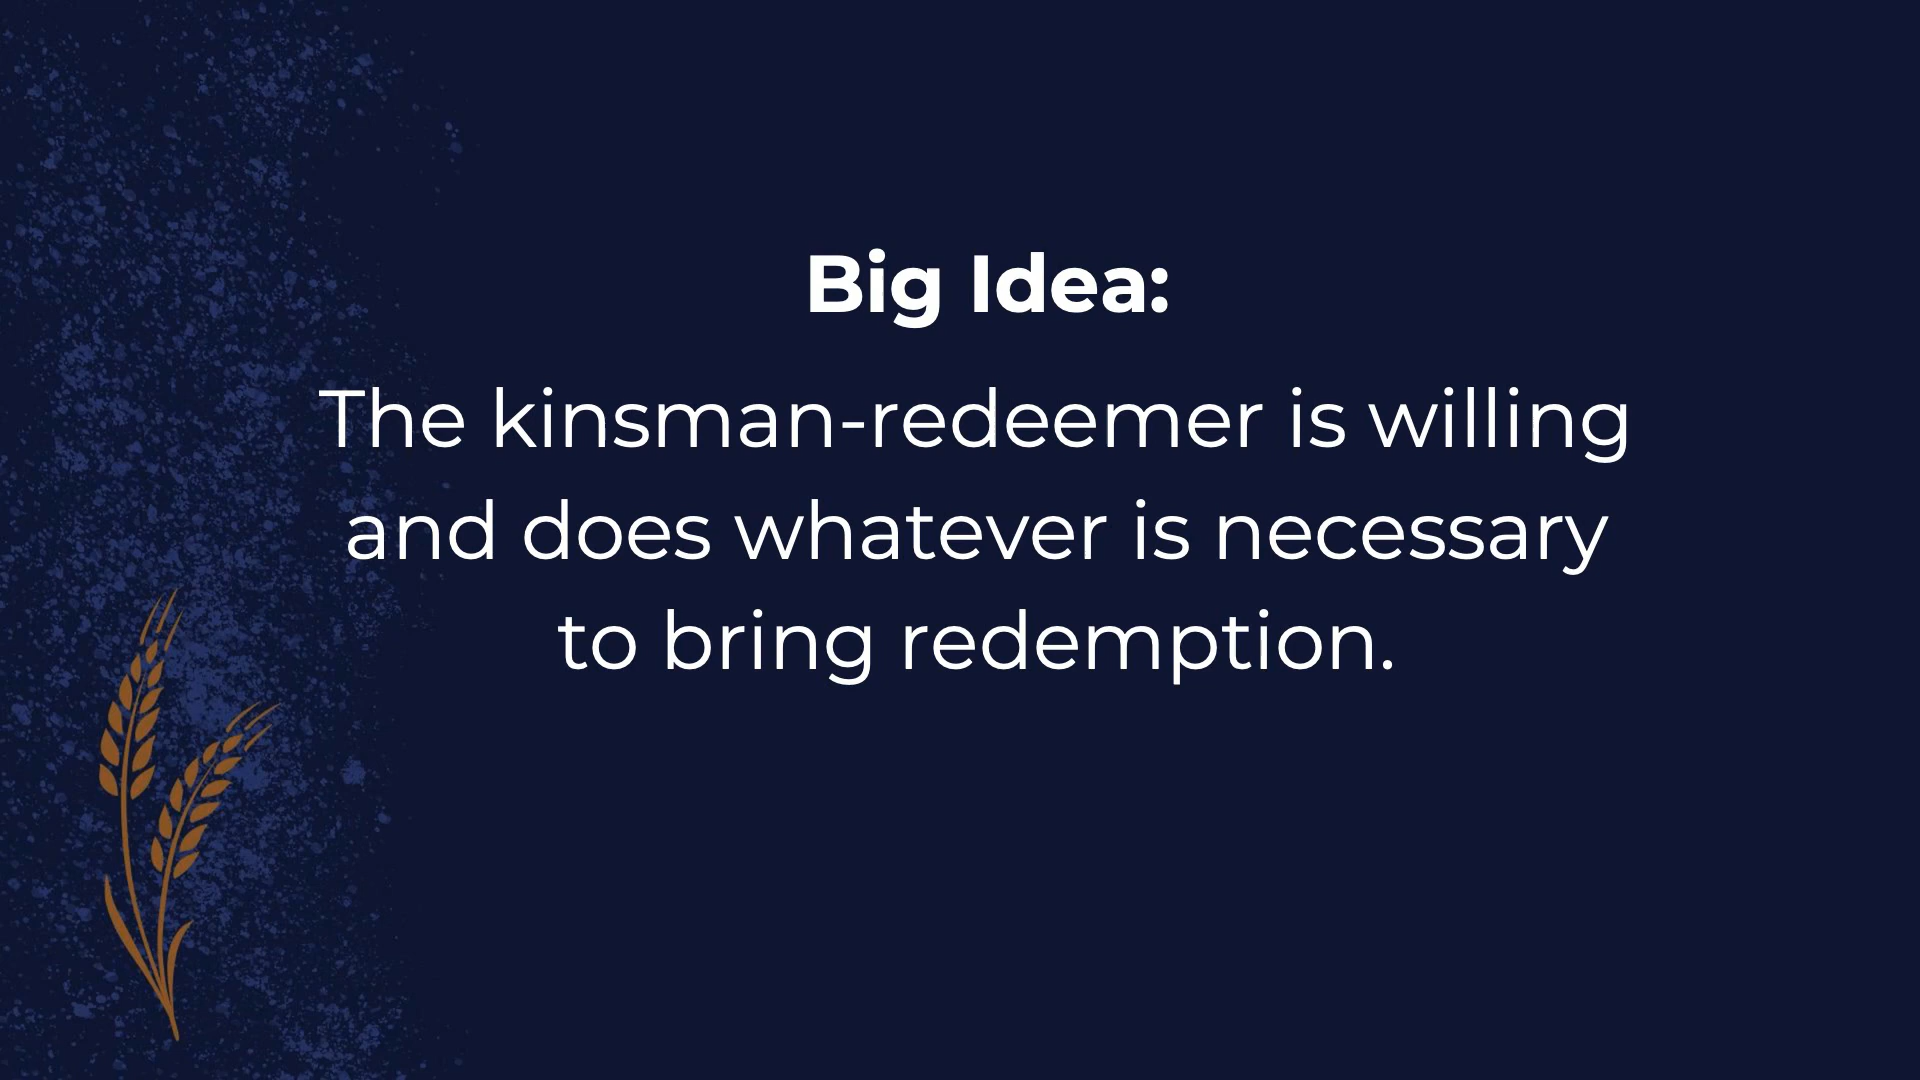 Big Idea:
The kinsman-redeemer is willing
and does whatever is necessary
to bring redemption.